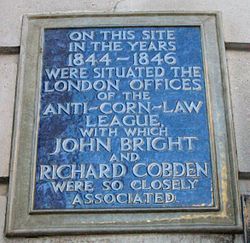 ON THIS SITE
IN THE YEARS
1844-1846
WERE SITUATED THE
LONDON OFFICES
OF THE
ANTI-CORN-LAW
LEAGUE,
WITH WHICH
JOHN BRIGHT
AND
RICHARD COBDEN
WERE SO CLOSELY
ASSOCIATED.